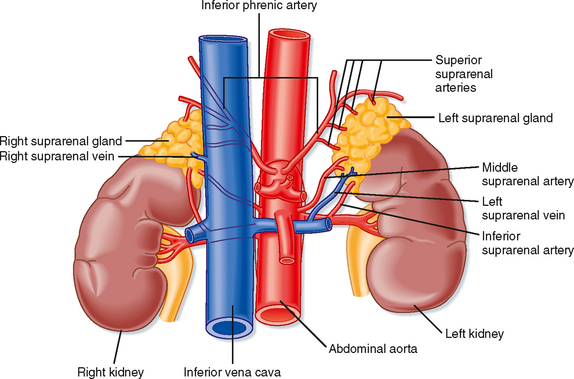 Inferior phrenic artery
Superior
suprarenal
arteries
Left suprarenal gland
Right suprarenal gland
Right suprarenal vein
Middle
suprarenal artery
Left
suprarenal vein
Inferior
suprarenal artery
Left kidney
Abdominal aorta
Right kidney
Inferior vena cava